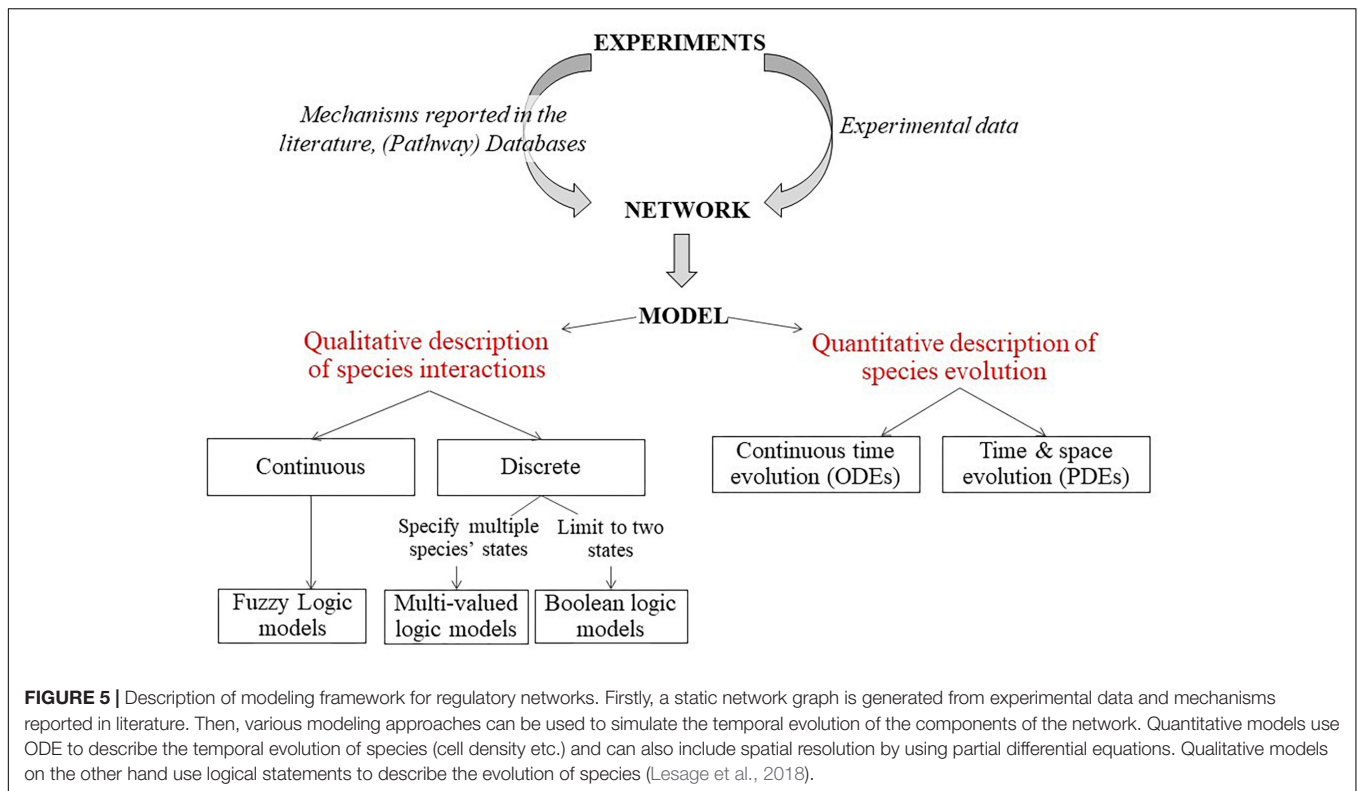 EXPERIMENTS
Mechanisms reported in the
literature, (Pathway) Databases
Experimental data
NETWORK
MODEL
Qualitative description
of species interactions
Quantitative description of
species evolution
Continuous
Discrete
Continuous time
evolution (ODEs)
Time & space
evolution (PDEs)
Specify multiple
species' states
Limit to two
states
Fuzzy Logic
models
Multi-valued
logic models
Boolean logic
models
FIGURE 5 | Description of modeling framework for regulatory networks. Firstly, a static network graph is generated from experimental data and mechanisms
reported in literature. Then, various modeling approaches can be used to simulate the temporal evolution of the components of the network. Quantitative models use
ODE to describe the temporal evolution of species (cell density etc.) and can also include spatial resolution by using partial differential equations. Qualitative models
on the other hand use logical statements to describe the evolution of species (Lesage et al., 2018).